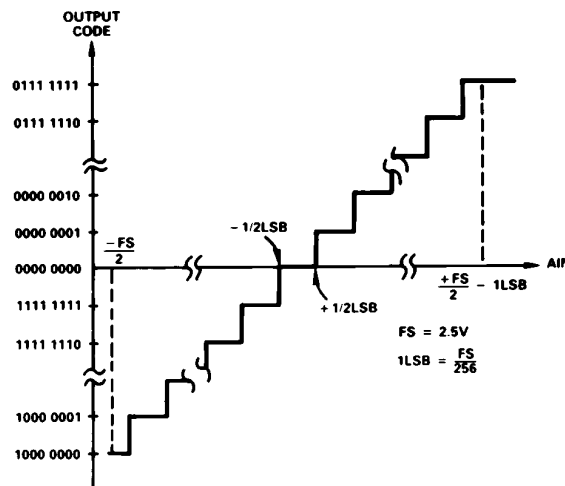 OUTPUT
CODE
0111 1111
0111 1110
0000 0010
0000 0001
0000 0000
1111 1111
1111 1110
1000 0001
1000 0000
-FS
2
- 1/2LSB
+ 1/2LSB
AIN
+FS
2
- 1LSB
FS = 2.5V
1LSB = FS
256